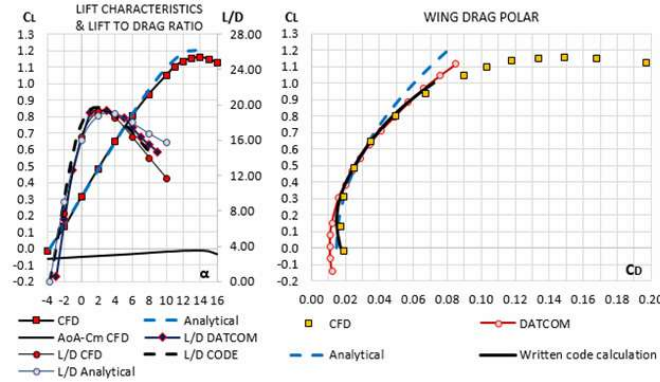 LIFT CHARACTERISTICS
& LIFT TO DRAG RATIO
CL
L/D
1.3
1.2
1.1
1.0
0.9
0.8
0.7
0.6
0.5
0.4
0.3
0.2
0.1
0.0
-0.1
-0.2
28.00
24.00
20.00
16.00
12.00
8.00
4.00
0.00
α
-4 -2 0 2 4 6 8 10 12 14 16
CFD
Analytical
AoA-Cm CFD
L/D DATCOM
L/D CFD
L/D CODE
L/D Analytical
WING DRAG POLAR
CL
1.3
1.2
1.1
1.0
0.9
0.8
0.7
0.6
0.5
0.4
0.3
0.2
0.1
0.0
-0.1
-0.2
CD
0.00 0.02 0.04 0.06 0.08 0.10 0.12 0.14 0.16 0.18 0.20
CFD
DATCOM
Analytical
Written code calculation